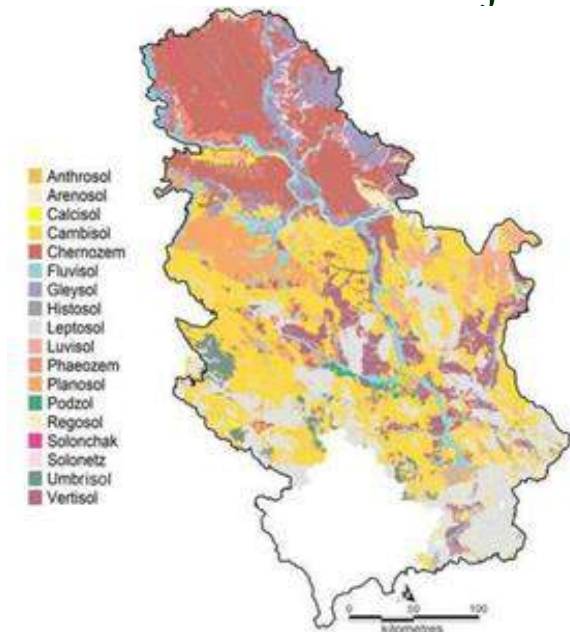 Anthrosol
Arenosol
Calcisol
Cambisol
Chernozem
Fluvisol
Gleysol
Histosol
Leptosol
Luvisol
Phaeozem
Planosol
Podzol
Regosol
Solonchak
Solonetz
Umbrisol
Vertisol
0 50 100
kilometres